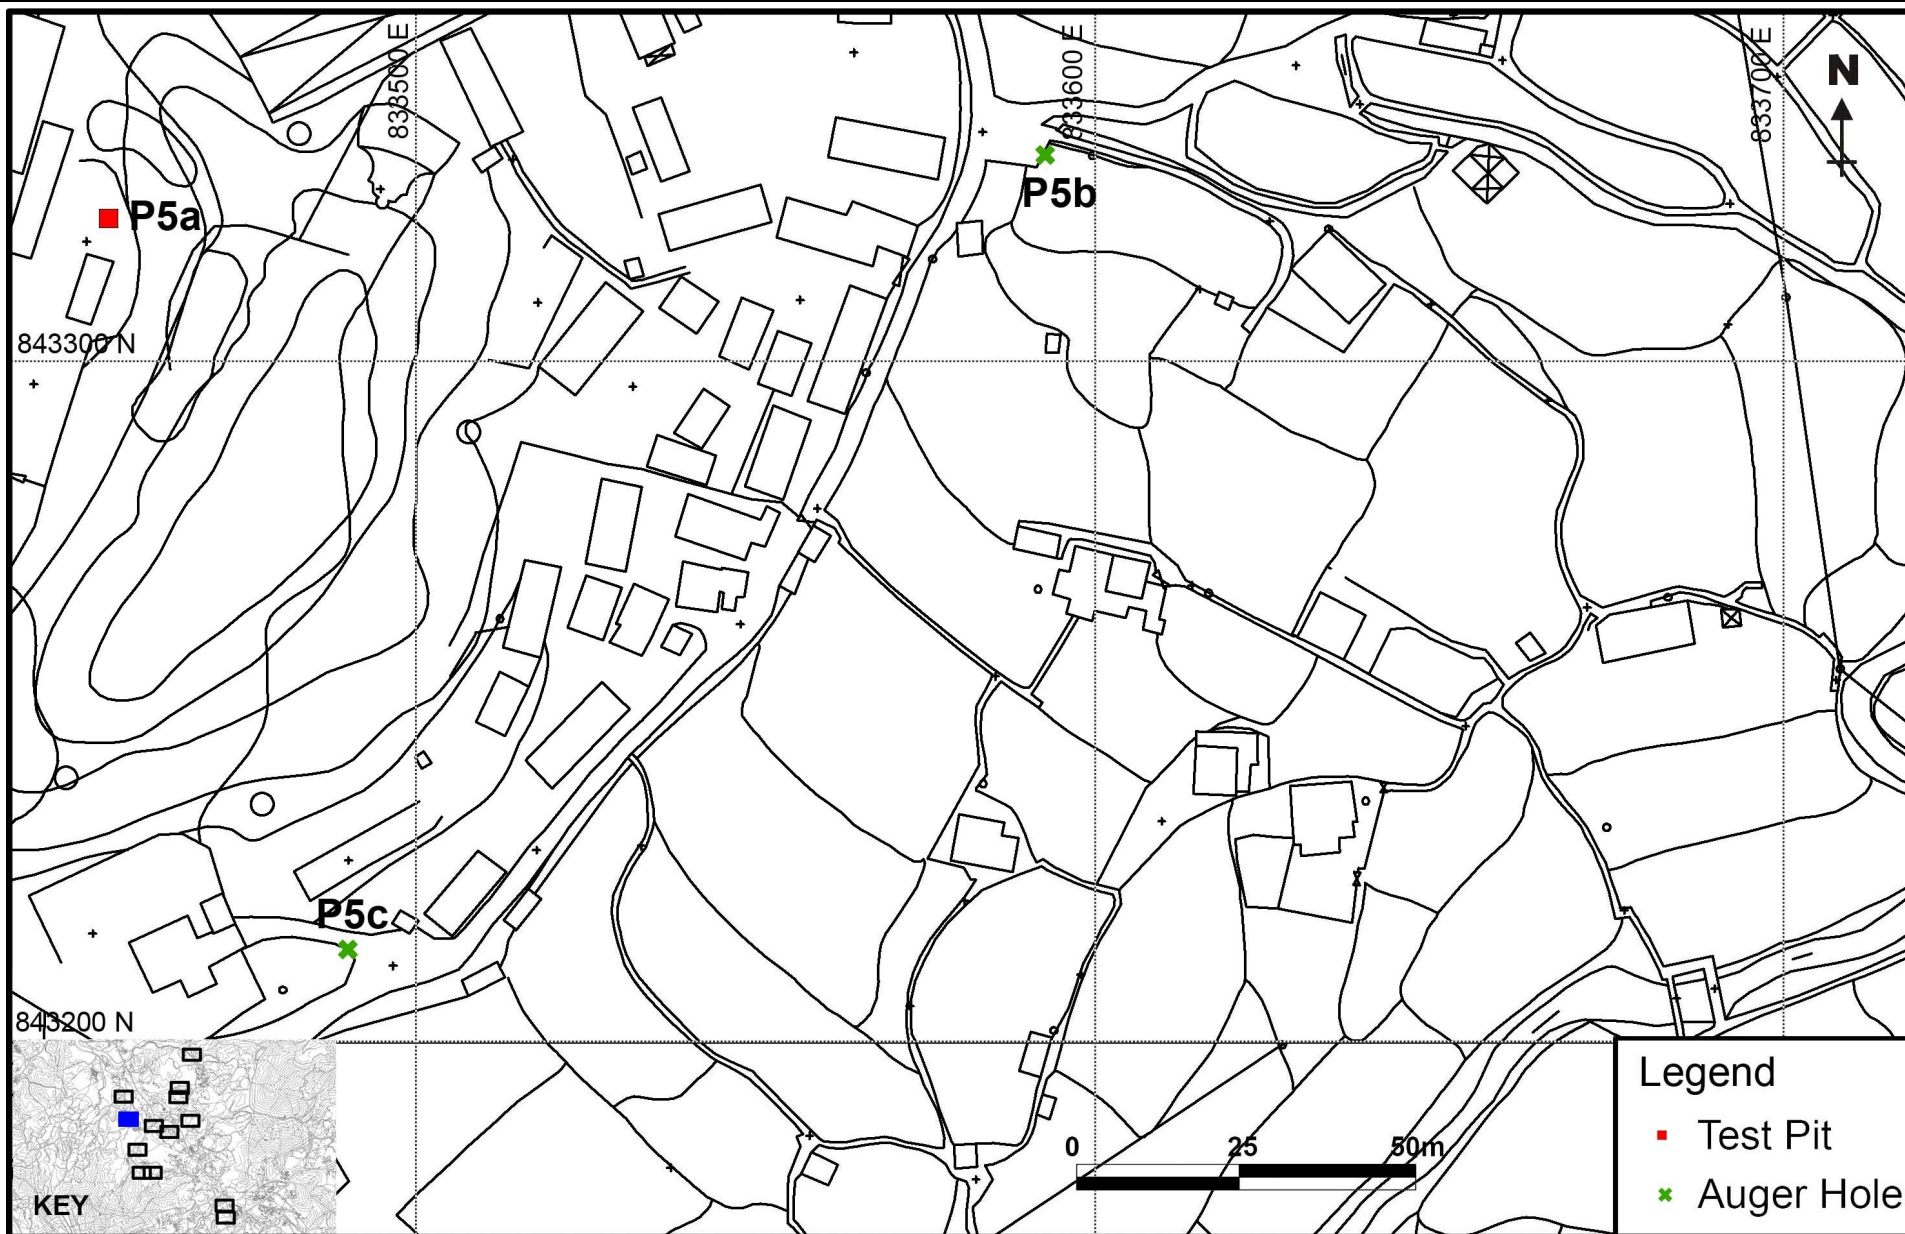 833500 E
833600 E
833700 E
N
P5a
P5b
843300 N
P5c
843200 N
KEY
0 25 50m
Legend
Test Pit
Auger Hole